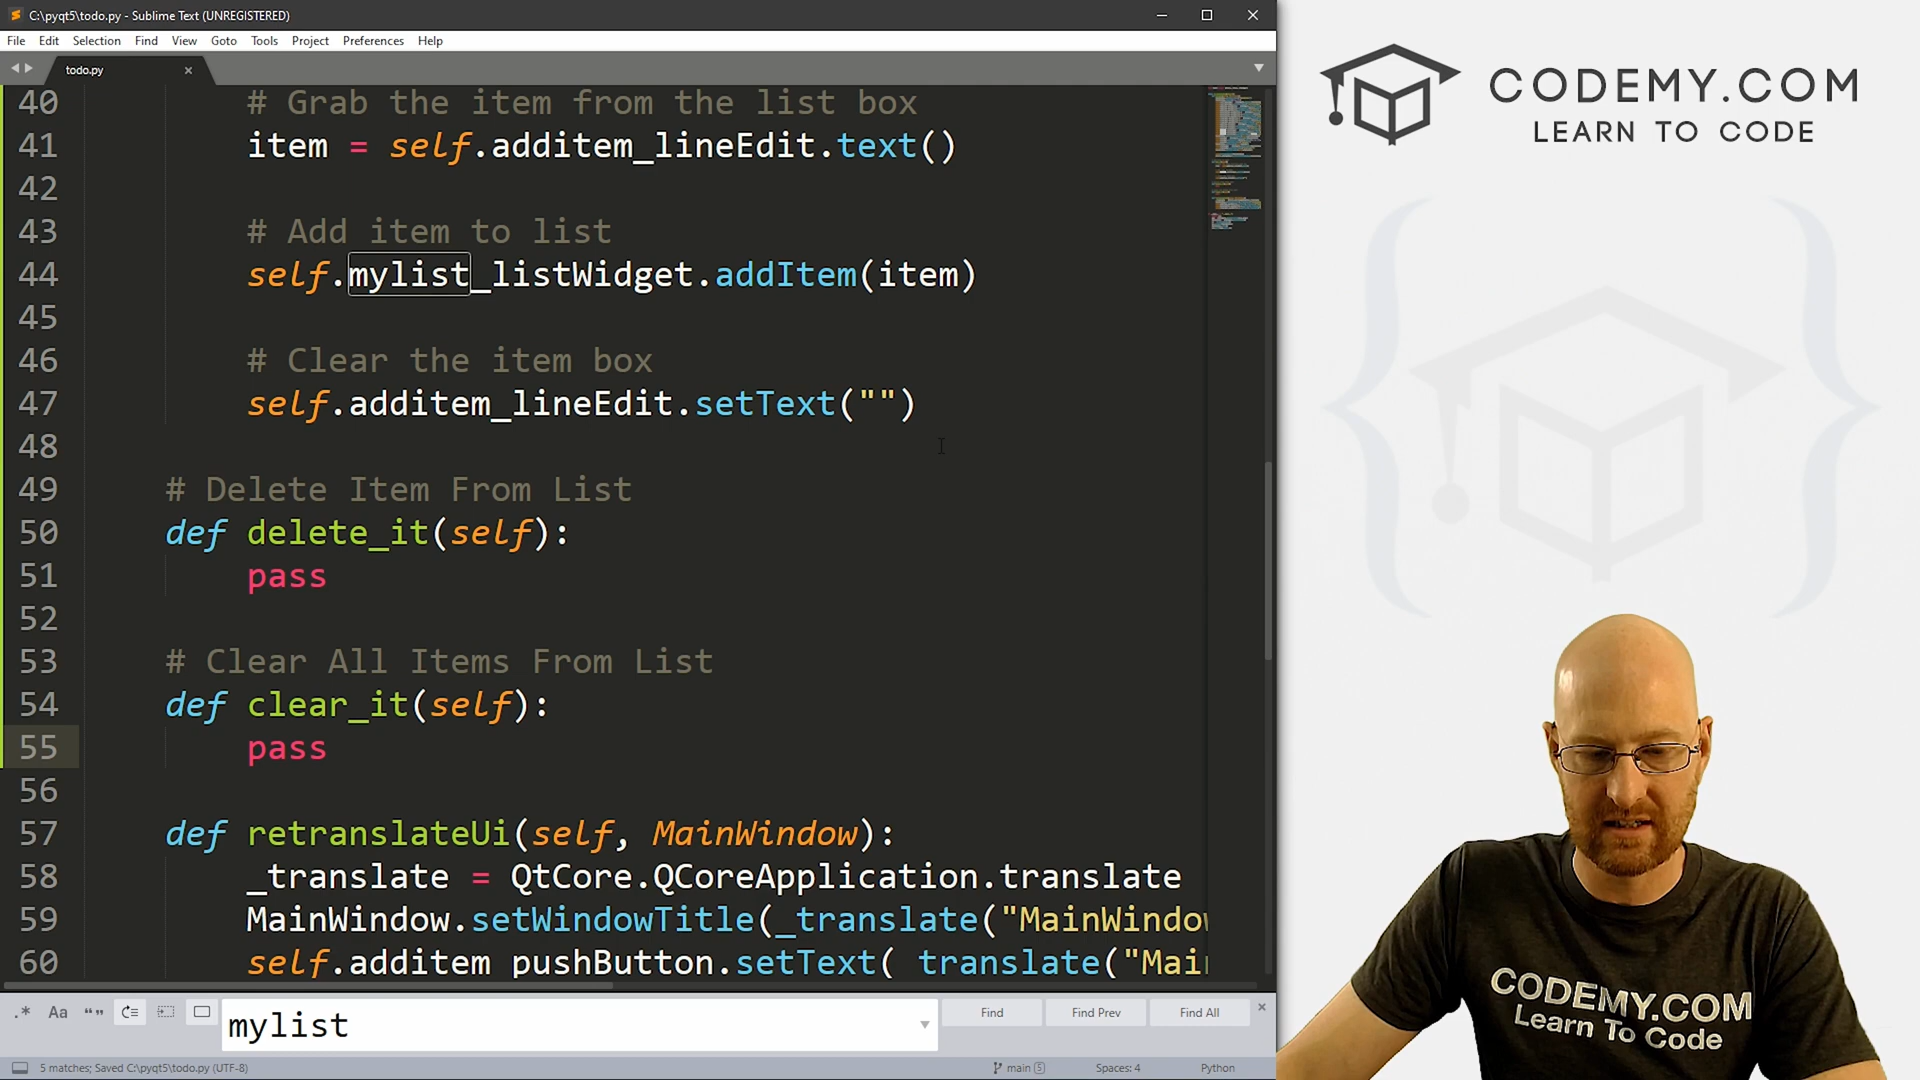 C:\pyqt5\todo.py - Sublime Text (UNREGISTERED)
File Edit Selection Find View Goto Tools Project Preferences Help
todo.py
40 # Grab the item from the list box
41 item = self.additem_lineEdit.text()
42
43 # Add item to list
44 self.mylist_listWidget.addItem(item)
45
46 # Clear the item box
47 self.additem_lineEdit.setText("")
48
49 # Delete Item From List
50 def delete_it(self):
51 pass
52
53 # Clear All Items From List
54 def clear_it(self):
55 pass
56
57 def retranslateUi(self, MainWindow):
58 _translate = QtCore.QCoreApplication.translate
59 MainWindow.setWindowTitle(_translate("MainWindow
60 self.additem_pushButton.setText(_translate("Mai
.* Aa “” mylist Find Find Prev Find All
5 matches; Saved C:\pyqt5\todo.py (UTF-8) main 5 Spaces: 4 Python
CODEMY.COM
LEARN TO CODE
CODEMY.COM
Learn To Code